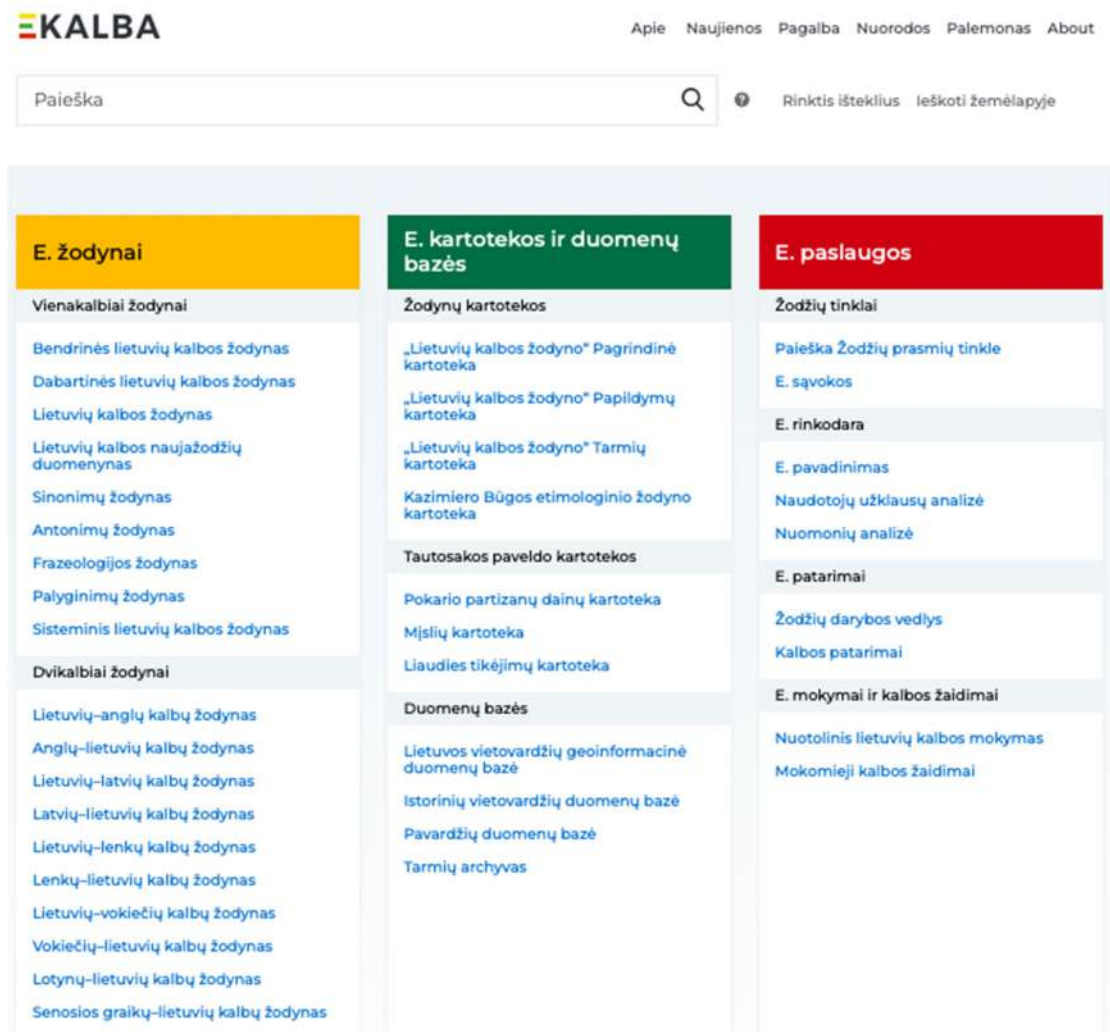 EKALBA
Apie Naujienos Pagalba Nuorodos Palemonas About
Paieška
Rinktis išteklius Ieškoti žemėlapyje
E. žodynai
Vienakalbiai žodynai
Bendrinės lietuvių kalbos žodynas
Dabartinės lietuvių kalbos žodynas
Lietuvių kalbos žodynas
Lietuvių kalbos naujažodžių
duomenynas
Sinonimų žodynas
Antonimų žodynas
Frazeologijos žodynas
Palyginimų žodynas
Sisteminis lietuvių kalbos žodynas
Dvikalbiai žodynai
Lietuvių–anglų kalbų žodynas
Anglų–lietuvių kalbų žodynas
Lietuvių–latvių kalbų žodynas
Latvių–lietuvių kalbų žodynas
Lietuvių–lenkų kalbų žodynas
Lenkų–lietuvių kalbų žodynas
Lietuvių–vokiečių kalbų žodynas
Vokiečių–lietuvių kalbų žodynas
Lotynų–lietuvių kalbų žodynas
Senosios graikų–lietuvių kalbų žodynas
E. kartotekos ir duomenų
bazės
Žodynų kartotekos
„Lietuvių kalbos žodyno“ Pagrindinė
kartoteka
„Lietuvių kalbos žodyno“ Papildymų
kartoteka
„Lietuvių kalbos žodyno“ Tarmių
kartoteka
Kazimiero Būgos etimologinio žodyno
kartoteka
Tautosakos paveldo kartotekos
Pokario partizanų dainų kartoteka
Mįslių kartoteka
Liaudies tikėjimų kartoteka
Duomenų bazės
Lietuvos vietovardžių geoinformacinė
duomenų bazė
Istorinių vietovardžių duomenų bazė
Pavardžių duomenų bazė
Tarmių archyvas
E. paslaugos
Žodžių tinklai
Paieška Žodžių prasmių tinkle
E. sąvokos
E. rinkodara
E. pavadinimas
Naudotojų užklausų analizė
Nuomonių analizė
E. patarimai
Žodžių darybos vedlys
Kalbos patarimai
E. mokymai ir kalbos žaidimai
Nuotolinis lietuvių kalbos mokymas
Mokomieji kalbos žaidimai